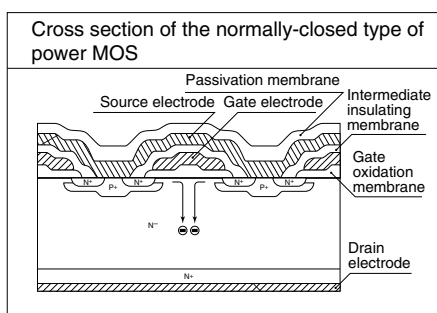 Cross section of the normally-closed type of
power MOS
Passivation membrane
Source electrode
Gate electrode
Intermediate
insulating
membrane
Gate
oxidation
membrane
N+
P+
N+
N+
P+
N+
N−
N+
Drain
electrode